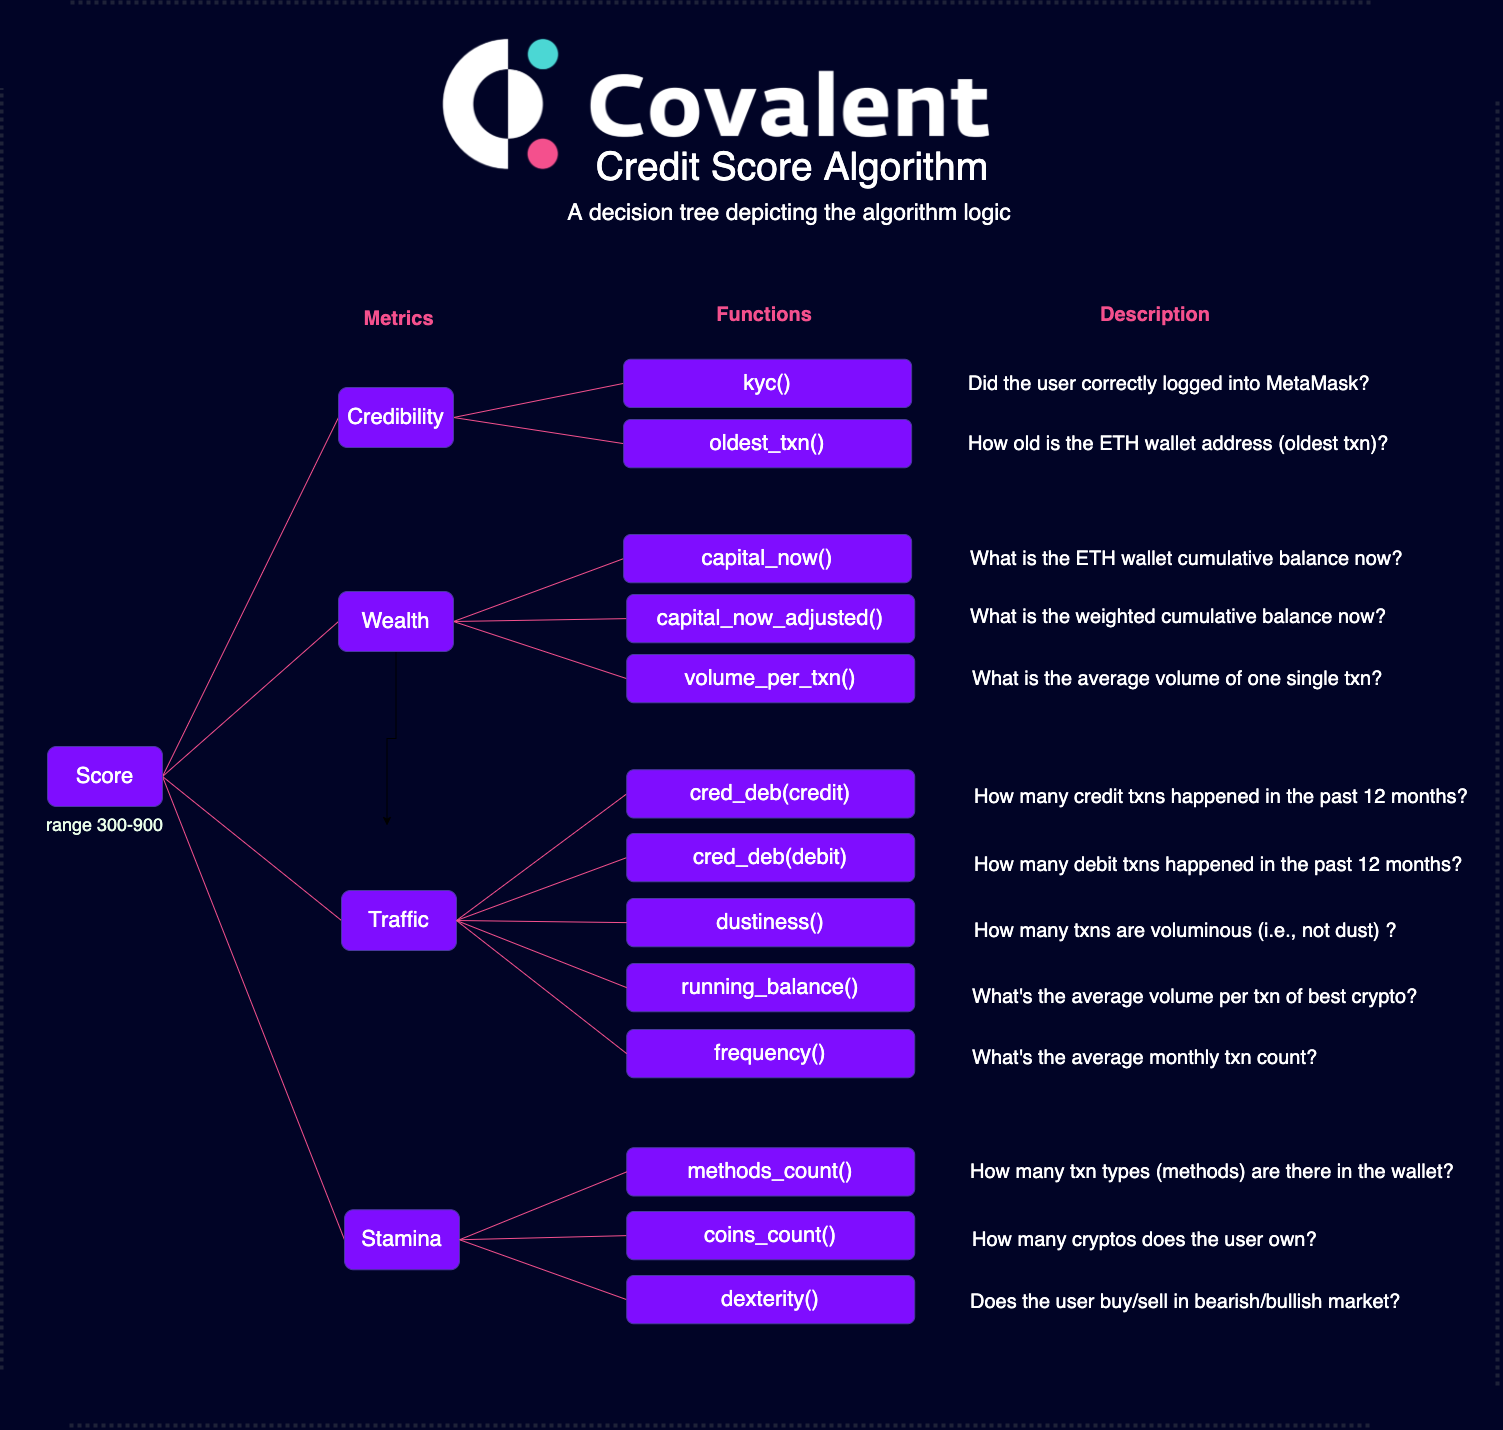 Covalent
Credit Score Algorithm
A decision tree depicting the algorithm logic
Metrics
Functions
Description
Score
range 300-900
Credibility
kyc()
Did the user correctly logged into MetaMask?
oldest_txn()
How old is the ETH wallet address (oldest txn)?
Wealth
capital_now()
What is the ETH wallet cumulative balance now?
capital_now_adjusted()
What is the weighted cumulative balance now?
volume_per_txn()
What is the average volume of one single txn?
Traffic
cred_deb(credit)
How many credit txns happened in the past 12 months?
cred_deb(debit)
How many debit txns happened in the past 12 months?
dustiness()
How many txns are voluminous (i.e., not dust) ?
running_balance()
What's the average volume per txn of best crypto?
frequency()
What's the average monthly txn count?
Stamina
methods_count()
How many txn types (methods) are there in the wallet?
coins_count()
How many cryptos does the user own?
dexterity()
Does the user buy/sell in bearish/bullish market?